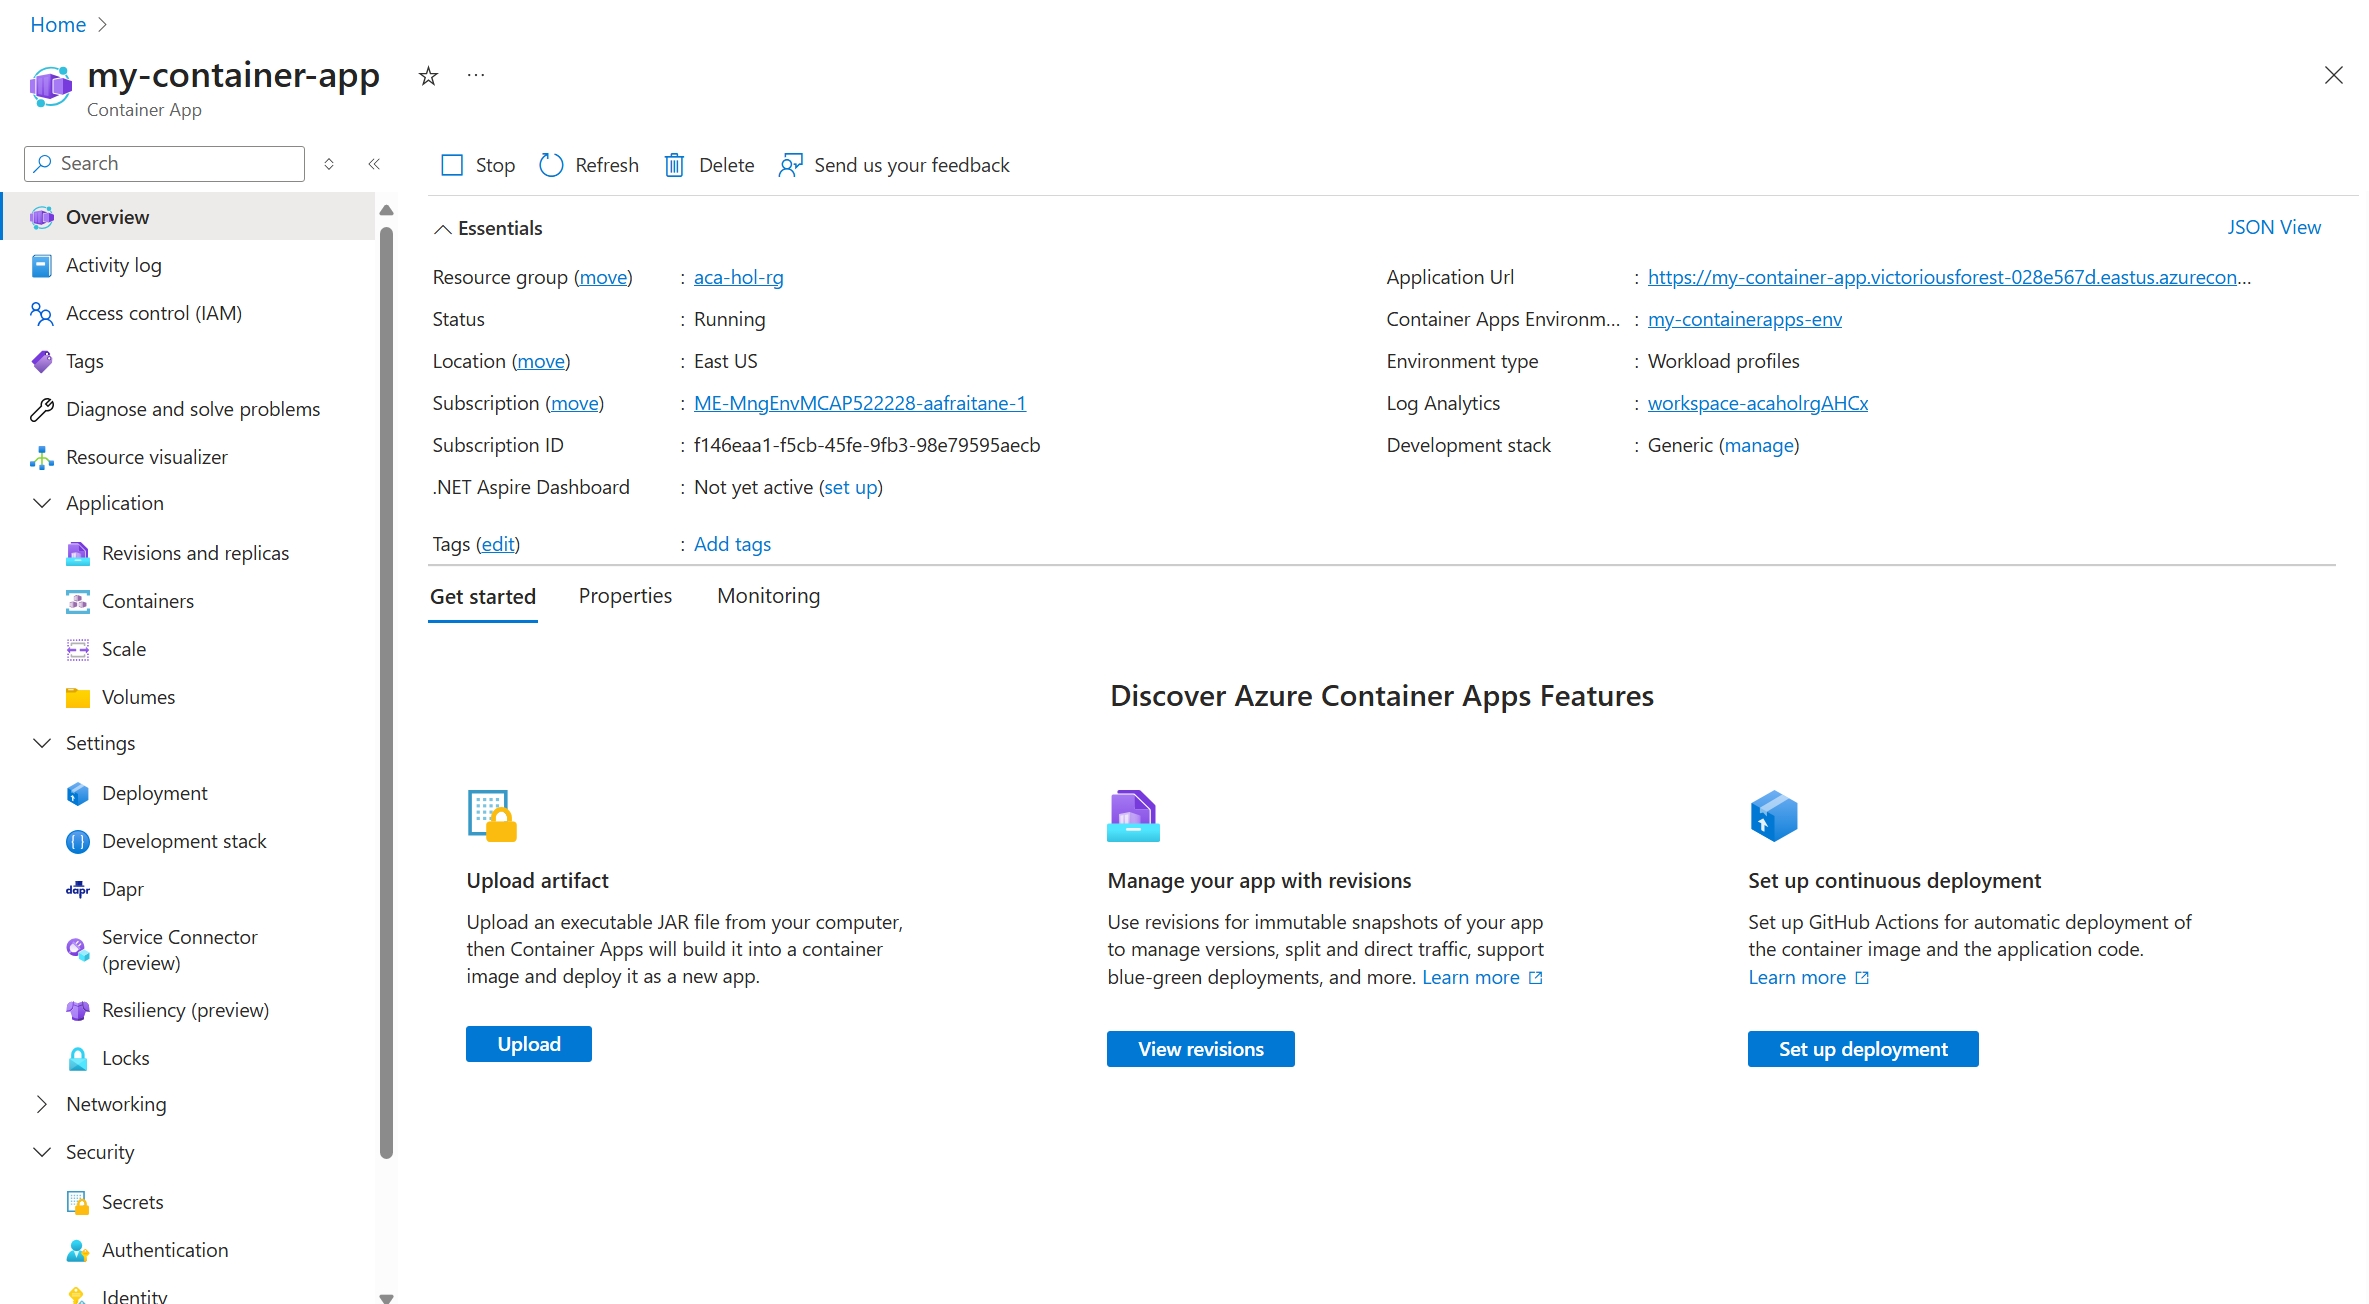 Home
my-container-app
Container App
Search
Stop
Refresh
Delete
Send us your feedback
Overview
Activity log
Access control (IAM)
Tags
Diagnose and solve problems
Resource visualizer
Application
Revisions and replicas
Containers
Scale
Volumes
Settings
Deployment
Development stack
dapr
Dapr
Service Connector
(preview)
Resiliency (preview)
Locks
Networking
Security
Secrets
Authentication
Identity
Essentials
JSON View
Resource group (move) : aca-hol-rg
Status : Running
Location (move) : East US
Subscription (move) : ME-MngEnvMCAP522228-aafraitane-1
Subscription ID : f146eaa1-f5cb-45fe-9fb3-98e79595aecb
.NET Aspire Dashboard : Not yet active (set up)
Tags (edit) : Add tags
Application Url : https://my-container-app.victoriousforest-028e567d.eastus.azurecon...
Container Apps Environm... : my-containerapps-env
Environment type : Workload profiles
Log Analytics : workspace-acaholrgAHCx
Development stack : Generic (manage)
Get started
Properties
Monitoring
Discover Azure Container Apps Features
Upload artifact
Upload an executable JAR file from your computer,
then Container Apps will build it into a container
image and deploy it as a new app.
Upload
Manage your app with revisions
Use revisions for immutable snapshots of your app
to manage versions, split and direct traffic, support
blue-green deployments, and more. Learn more
View revisions
Set up continuous deployment
Set up GitHub Actions for automatic deployment of
the container image and the application code.
Learn more
Set up deployment